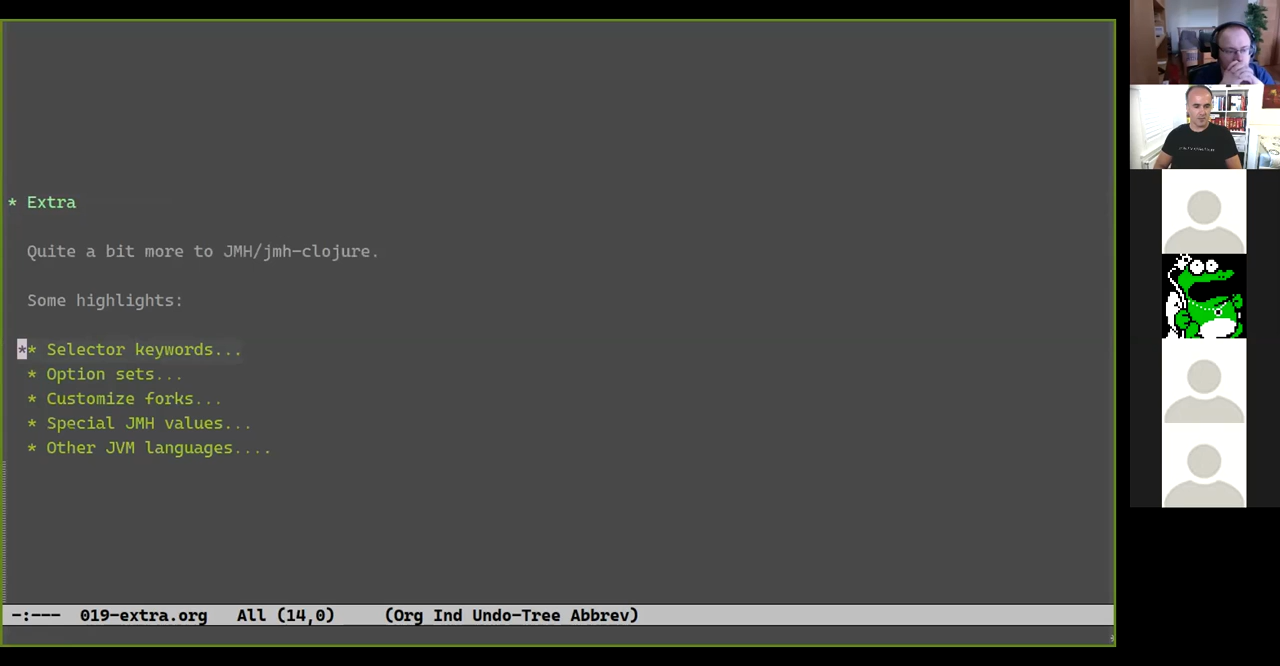 * Extra
Quite a bit more to JMH/jmh-clojure.
Some highlights:
** Selector keywords...
* Option sets...
* Customize forks...
* Special JMH values...
* Other JVM languages....
-:--- 019-extra.org All (14,0) (Org Ind Undo-Tree Abbrev)